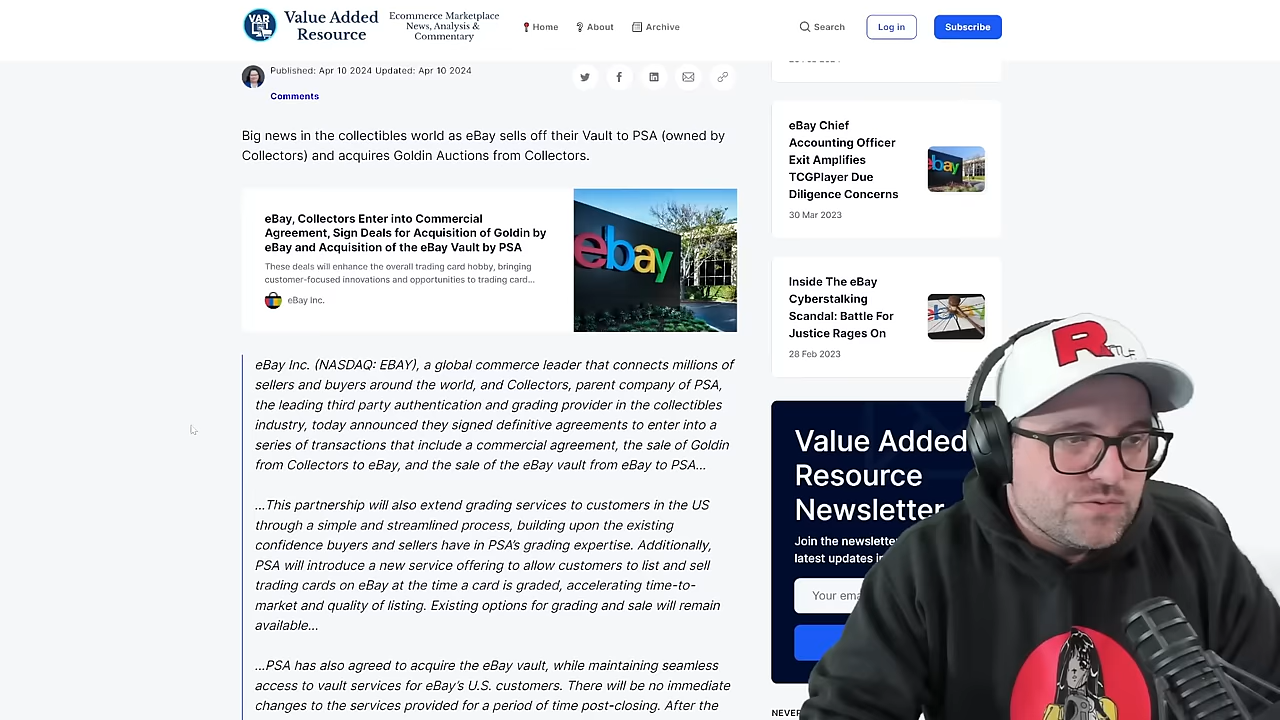 VAR
Value Added
Resource
Ecommerce Marketplace
News, Analysis &
Commentary
Home
About
Archive
Search
Log in
Subscribe
Published: Apr 10 2024 Updated: Apr 10 2024
Comments
Big news in the collectibles world as eBay sells off their Vault to PSA (owned by
Collectors) and acquires Goldin Auctions from Collectors.
eBay, Collectors Enter into Commercial
Agreement, Sign Deals for Acquisition of Goldin by
eBay and Acquisition of the eBay Vault by PSA
These deals will enhance the overall trading card hobby, bringing
customer-focused innovations and opportunities to trading card...
eBay Inc.
ebay
eBay Inc. (NASDAQ: EBAY), a global commerce leader that connects millions of
sellers and buyers around the world, and Collectors, parent company of PSA,
the leading third party authentication and grading provider in the collectibles
industry, today announced they signed definitive agreements to enter into a
series of transactions that include a commercial agreement, the sale of Goldin
from Collectors to eBay, and the sale of the eBay vault from eBay to PSA...
...This partnership will also extend grading services to customers in the US
through a simple and streamlined process, building upon the existing
confidence buyers and sellers have in PSA's grading expertise. Additionally,
PSA will introduce a new service offering to allow customers to list and sell
trading cards on eBay at the time a card is graded, accelerating time-to-
market and quality of listing. Existing options for grading and sale will remain
available...
...PSA has also agreed to acquire the eBay vault, while maintaining seamless
access to vault services for eBay's U.S. customers. There will be no immediate
changes to the services provided for a period of time post-closing. After the
eBay Chief
Accounting Officer
Exit Amplifies
TCGPlayer Due
Diligence Concerns
30 Mar 2023
ebay
Inside The eBay
Cyberstalking
Scandal: Battle For
Justice Rages On
28 Feb 2023
Value Added
Resource
Newsletter
Join the newsletter
latest updates in
Your ema
NEVER
R